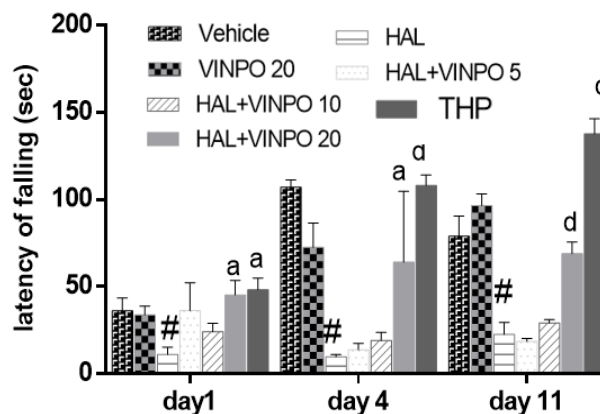 latency of falling (sec)
200
150
100
50
0
Vehicle
HAL
VINPO 20
HAL+VINPO 5
HAL+VINPO 10
THP
HAL+VINPO 20
#
a
a
#
a
d
#
d
day1
day 4
day 11